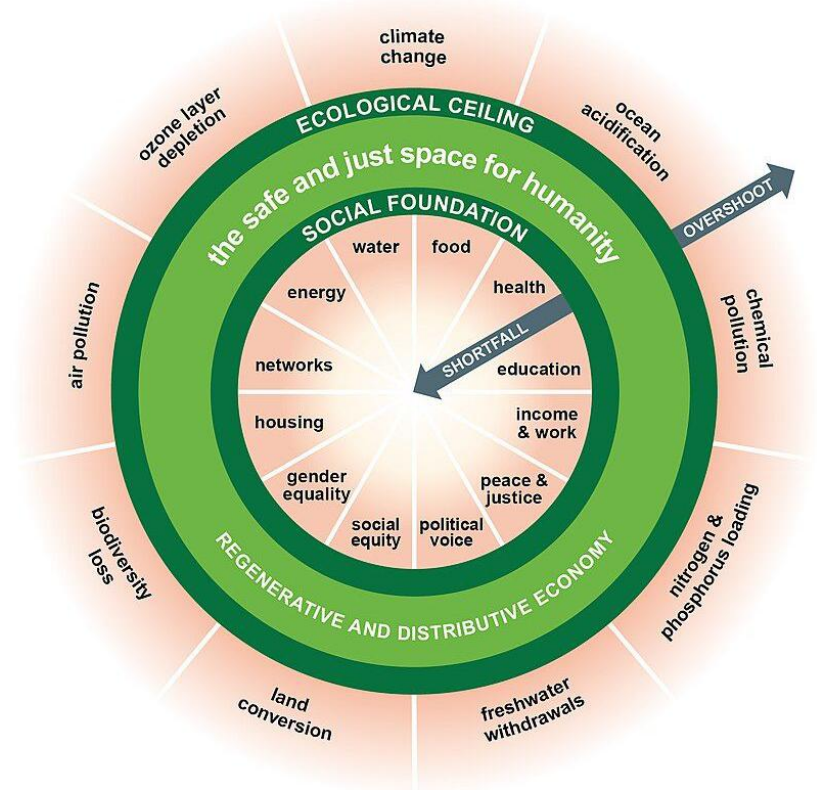 climate
change
ocean
acidification
OVERSHOOT
chemical
pollution
nitrogen &
phosphorus loading
freshwater
withdrawals
land
conversion
biodiversity
loss
air pollution
ozone layer
depletion
ECOLOGICAL CEILING
the safe and just space for humanity
SOCIAL FOUNDATION
water
food
health
SHORTFALL
education
income
& work
peace &
justice
political
voice
social
equity
gender
equality
housing
networks
energy
REGENERATIVE AND DISTRIBUTIVE ECONOMY